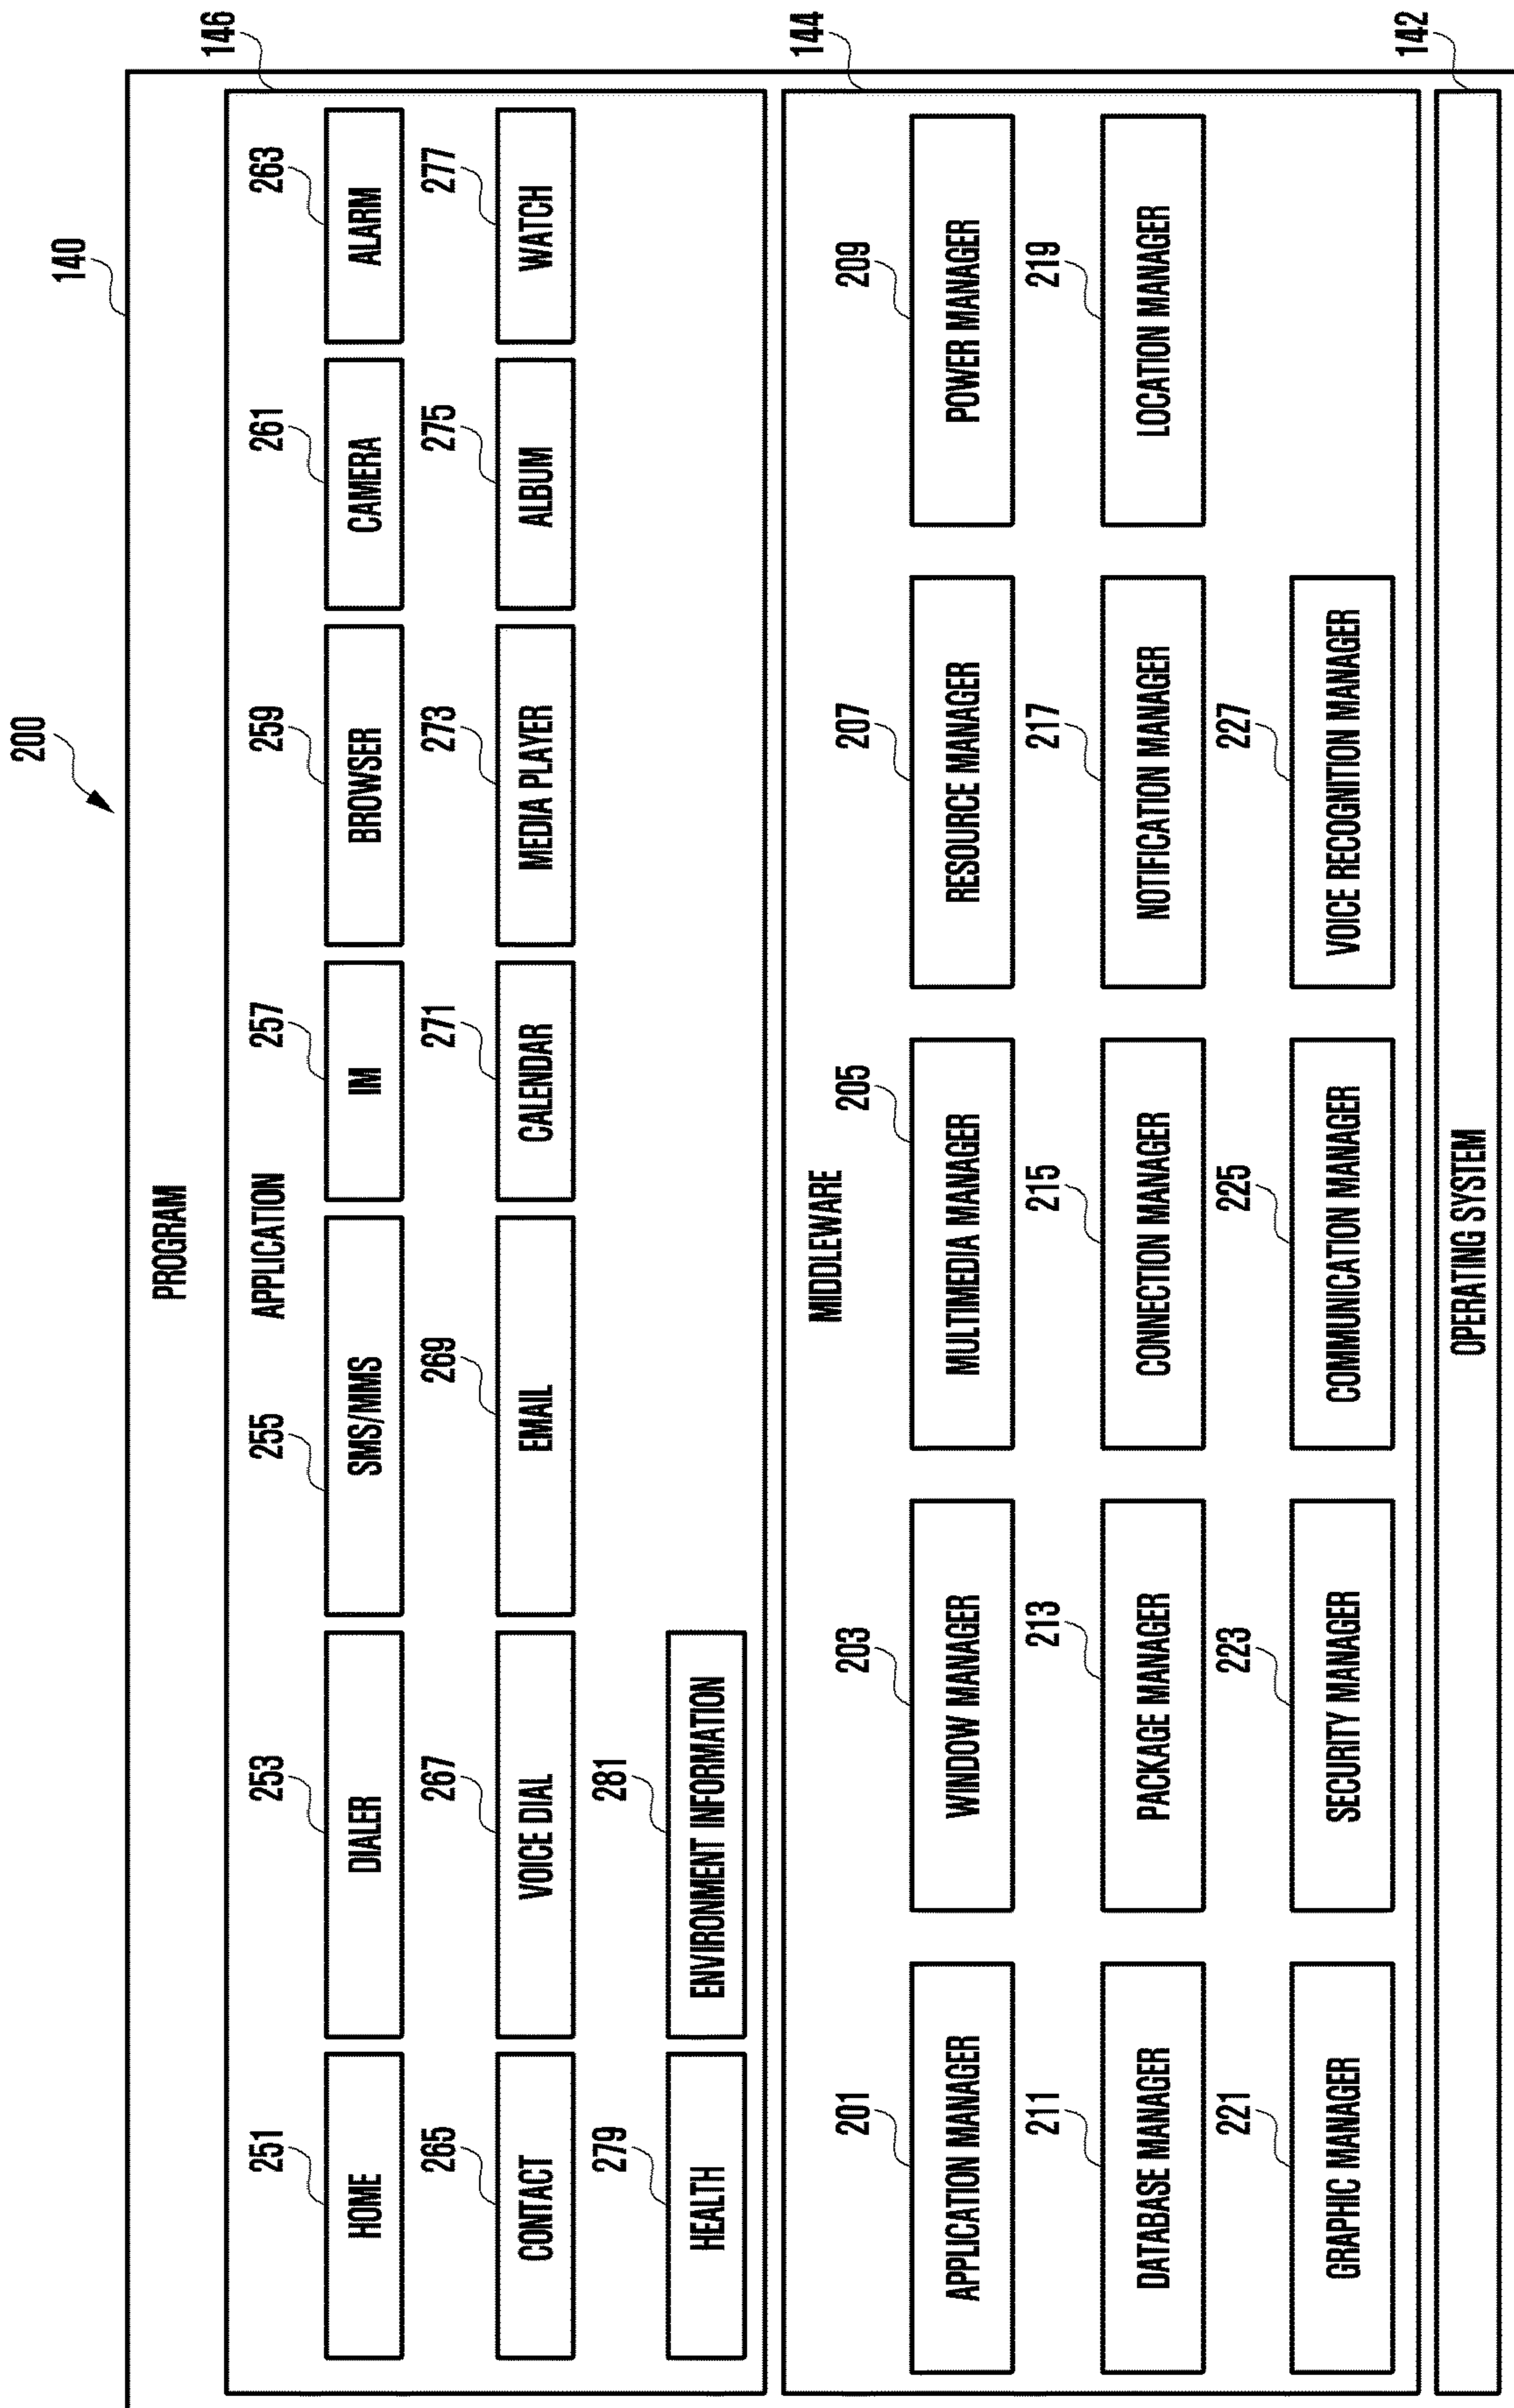 200
140
PROGRAM
146
APPLICATION
251 253 255 257 259 261 263
HOME DIALER SMS/MMS IM BROWSER CAMERA ALARM
265 267 269 271 273 275 277
CONTACT VOICE DIAL EMAIL CALENDAR MEDIA PLAYER ALBUM WATCH
279 281
HEALTH ENVIRONMENT INFORMATION
144
MIDDLEWARE
201 203 205 207 209
APPLICATION MANAGER WINDOW MANAGER MULTIMEDIA MANAGER RESOURCE MANAGER POWER MANAGER
211 213 215 217 219
DATABASE MANAGER PACKAGE MANAGER CONNECTION MANAGER NOTIFICATION MANAGER LOCATION MANAGER
221 223 225 227
GRAPHIC MANAGER SECURITY MANAGER COMMUNICATION MANAGER VOICE RECOGNITION MANAGER
142
OPERATING SYSTEM